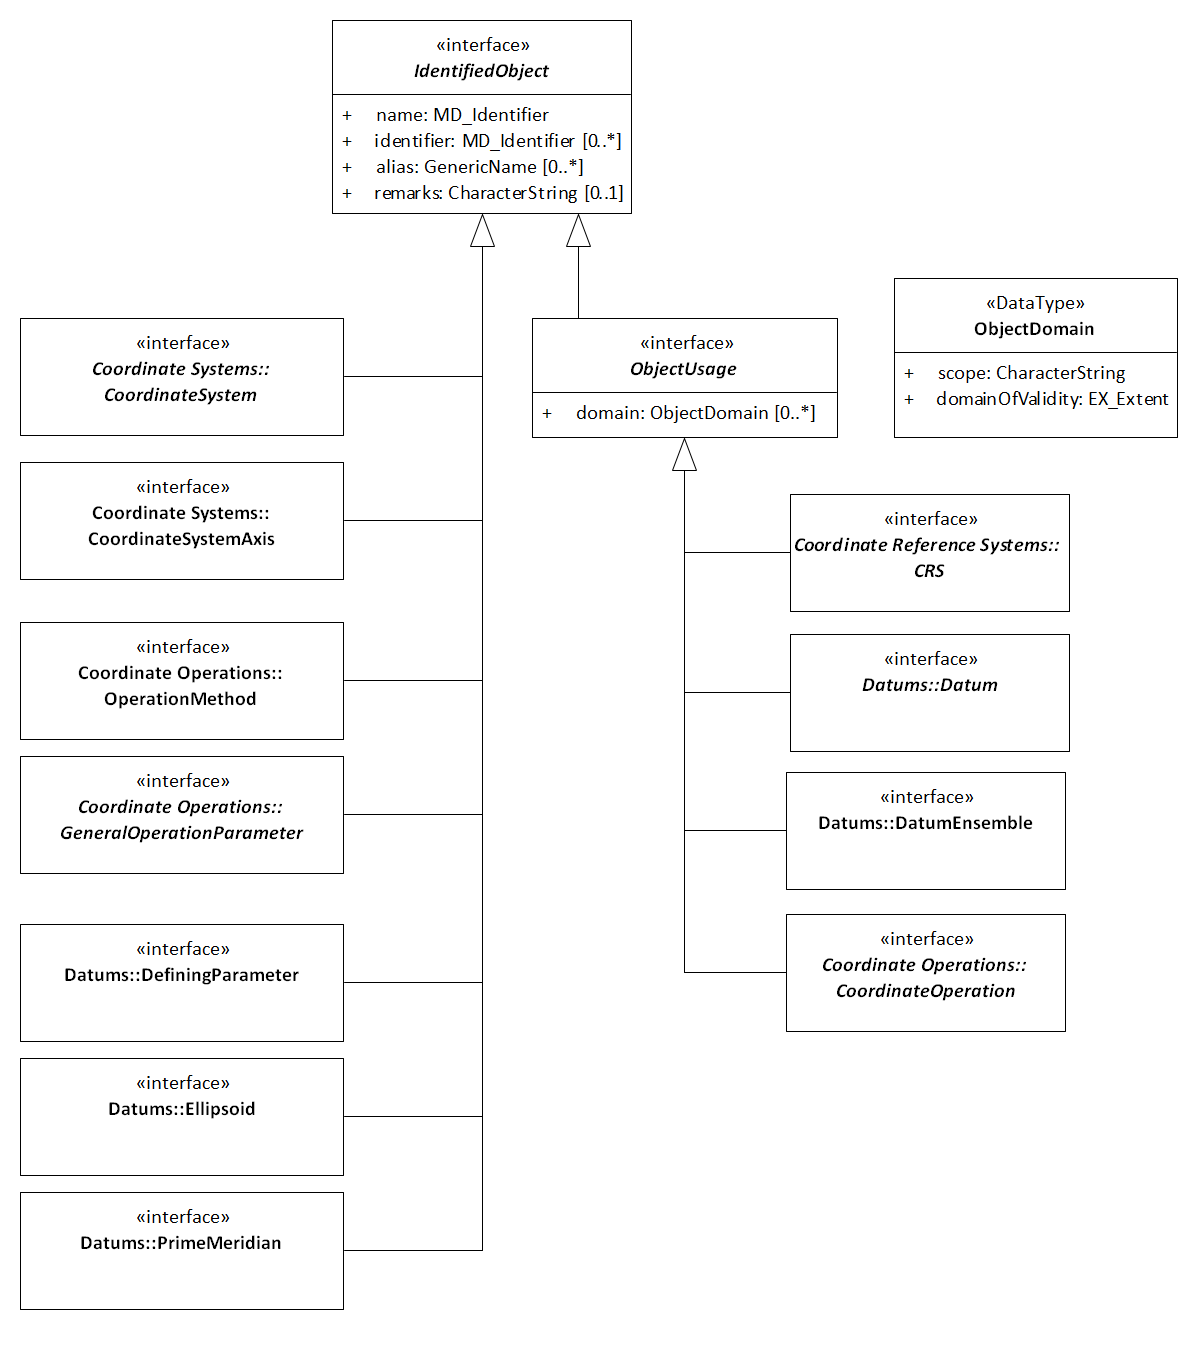 «interface»
IdentifiedObject
+ name: MD_Identifier
+ identifier: MD_Identifier [0..*]
+ alias: GenericName [0..*]
+ remarks: CharacterString [0..1]
«interface»
Coordinate Systems::
CoordinateSystem
«interface»
ObjectUsage
+ domain: ObjectDomain [0..*]
«DataType»
ObjectDomain
+ scope: CharacterString
+ domainOfValidity: EX_Extent
«interface»
Coordinate Systems::
CoordinateSystemAxis
«interface»
Coordinate Reference Systems::
CRS
«interface»
Coordinate Operations::
OperationMethod
«interface»
Datums::Datum
«interface»
Coordinate Operations::
GeneralOperationParameter
«interface»
Datums::DatumEnsemble
«interface»
Datums::DefiningParameter
«interface»
Coordinate Operations::
CoordinateOperation
«interface»
Datums::Ellipsoid
«interface»
Datums::PrimeMeridian